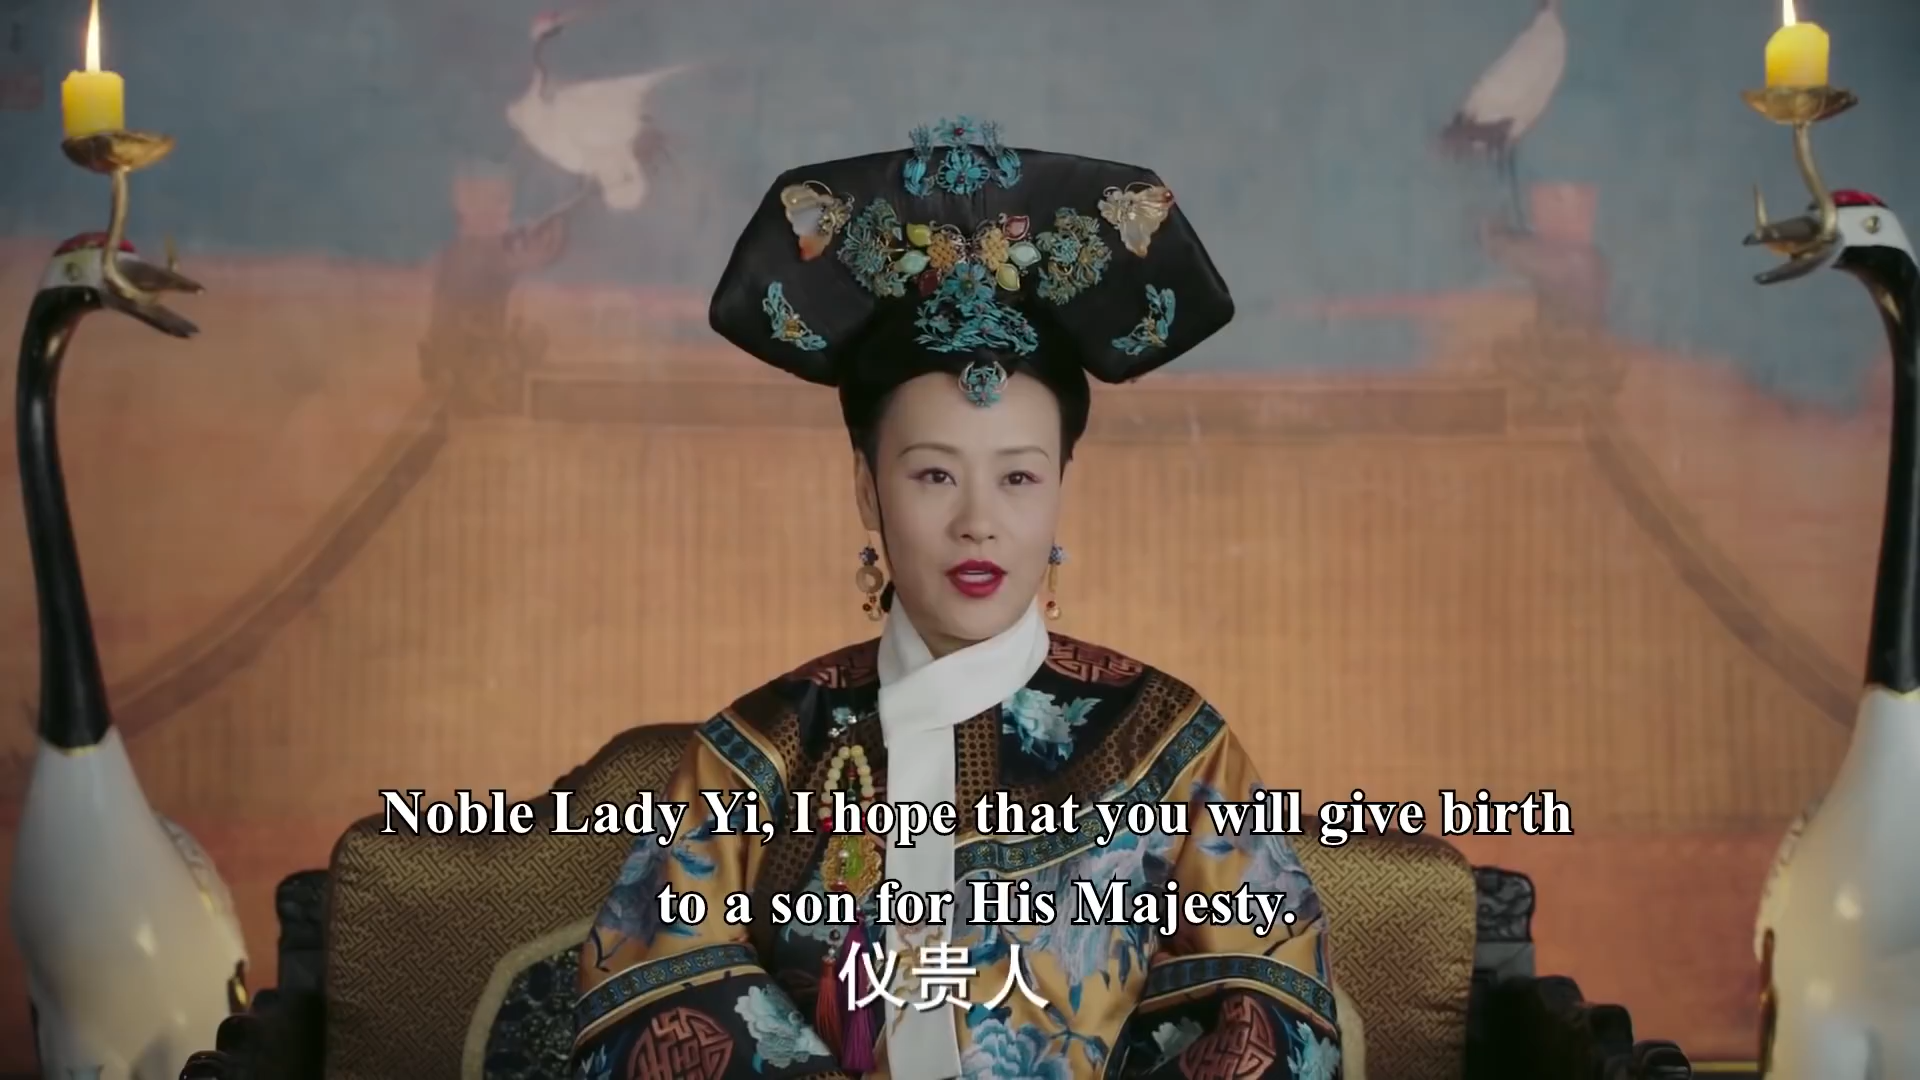 Noble Lady Yi, I hope that you will give birth
to a son for His Majesty.
仪贵人